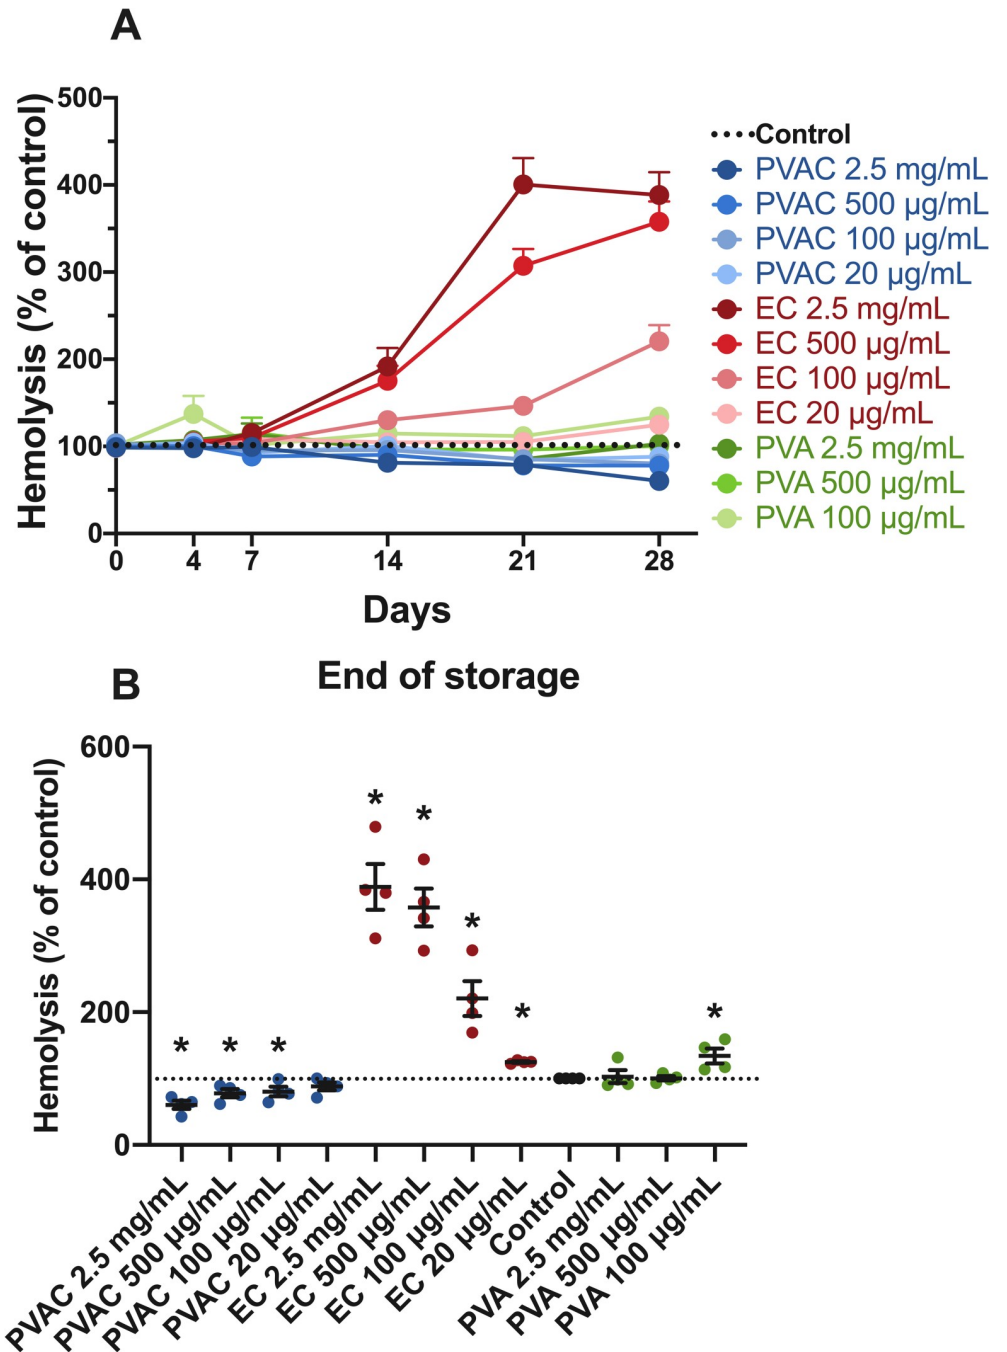 A
Hemolysis (% of control)
500
400
300
200
100
0
0 4 7 14 21 28
Days
Control
PVAC 2.5 mg/mL
PVAC 500 µg/mL
PVAC 100 µg/mL
PVAC 20 µg/mL
EC 2.5 mg/mL
EC 500 µg/mL
EC 100 µg/mL
EC 20 µg/mL
PVA 2.5 mg/mL
PVA 500 µg/mL
PVA 100 µg/mL
B
End of storage
Hemolysis (% of control)
600
400
200
0
* * * * * * * *
PVAC 2.5 mg/mL
PVAC 500 µg/mL
PVAC 100 µg/mL
PVAC 20 µg/mL
EC 2.5 mg/mL
EC 500 µg/mL
EC 100 µg/mL
EC 20 µg/mL
Control
PVA 2.5 mg/mL
PVA 500 µg/mL
PVA 100 µg/mL